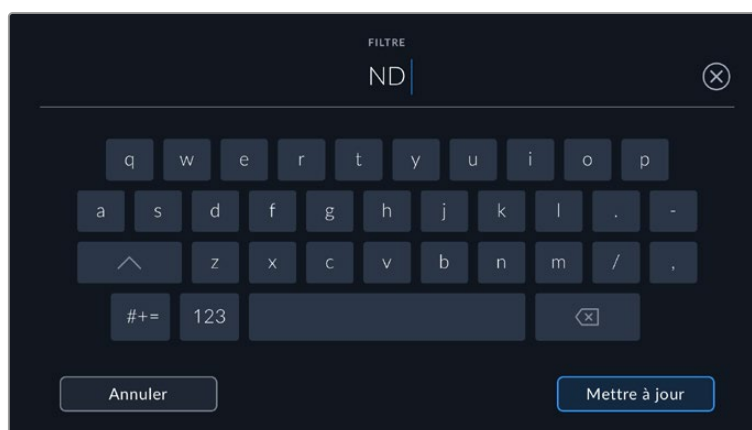 FILTRE
ND
q w e r t y u i o p
a s d f g h j k l . -
z x c v b n m / ,
#+= 123
Annuler Mettre à jour